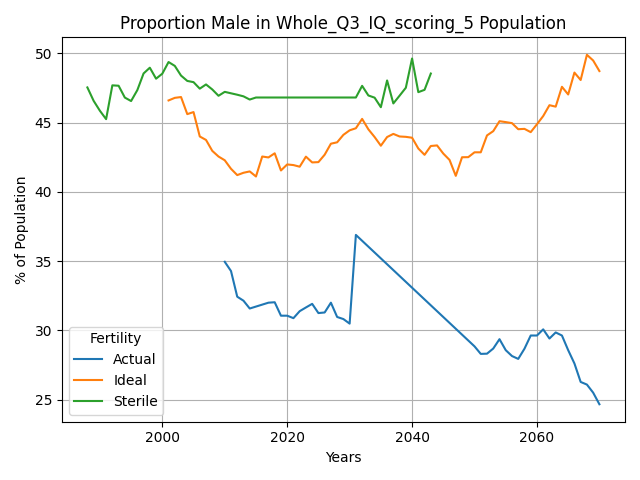 Proportion Male in Whole_Q3_IQ_scoring_5 Population
% of Population
50
45
40
35
30
25
Fertility
Actual
Ideal
Sterile
2000
2020
2040
2060
Years